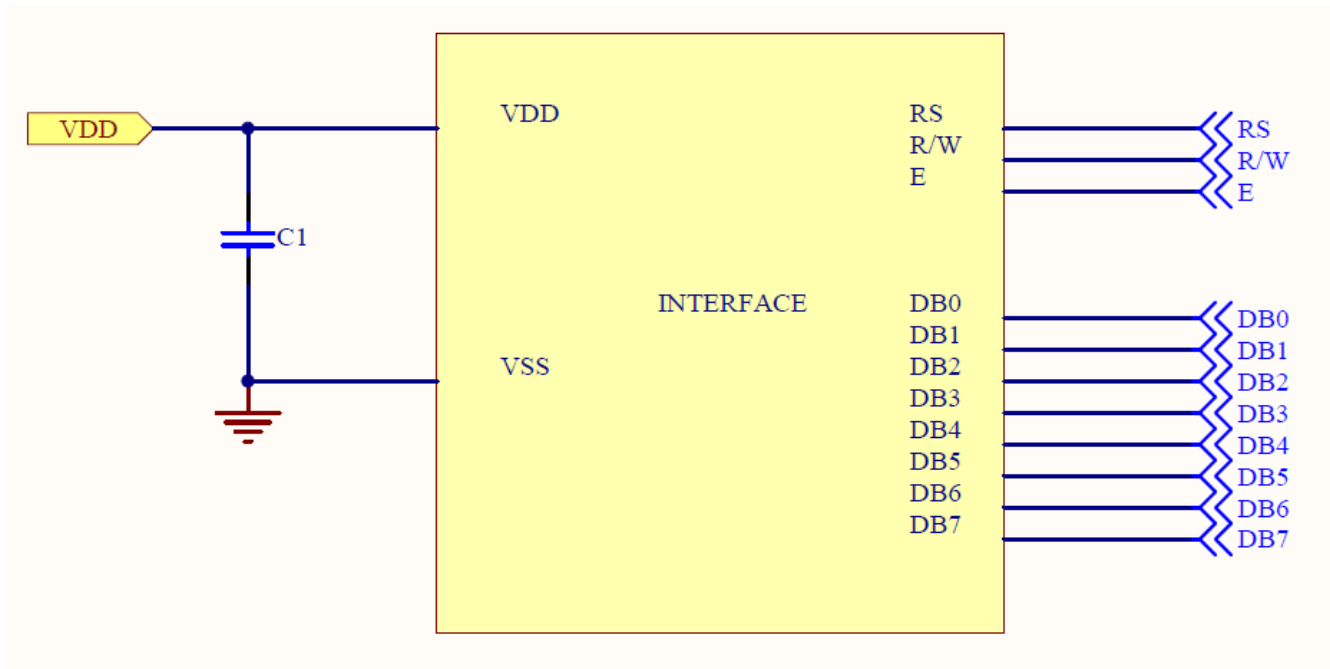 VDD
C1
VDD
VSS
INTERFACE
RS
R/W
E
DB0
DB1
DB2
DB3
DB4
DB5
DB6
DB7
RS
R/W
E
DB0
DB1
DB2
DB3
DB4
DB5
DB6
DB7